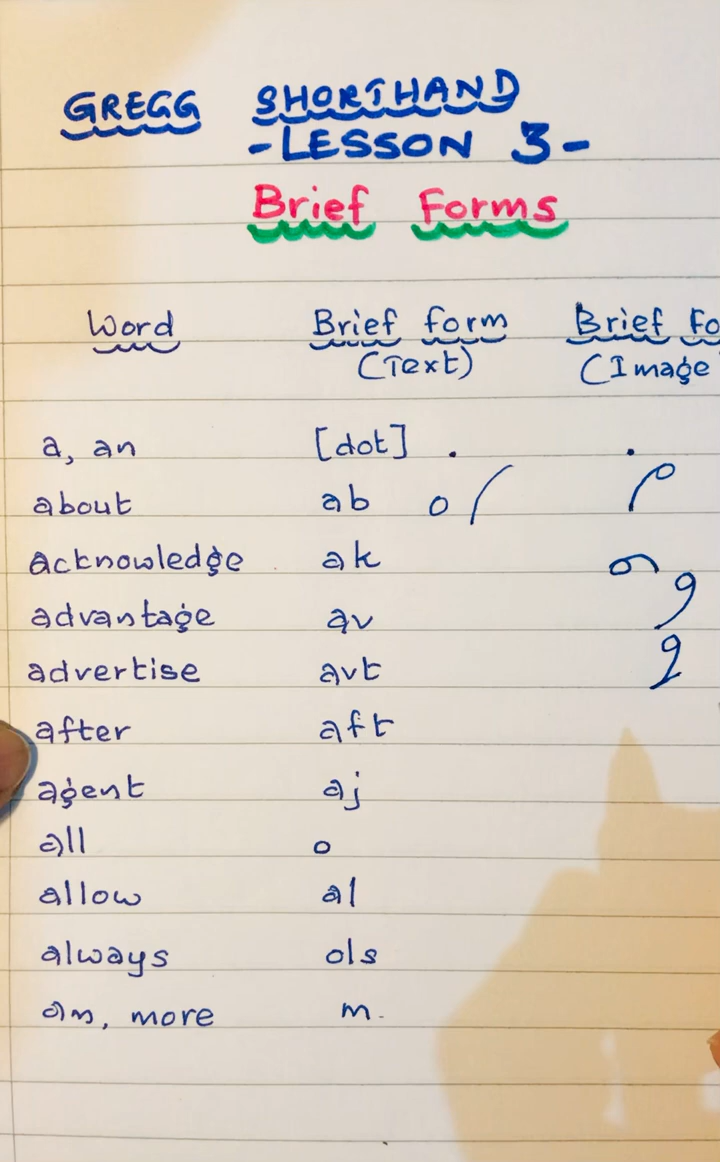 GREGG SHORTHAND
-LESSON 3-
Brief Forms
Word Brief form Brief Fo
(Text) (Image
a, an [dot] .
about ab
acknowledge ak
advantage av
advertise avt
after aft
agent aj
all o
allow al
always ols
am, more m.